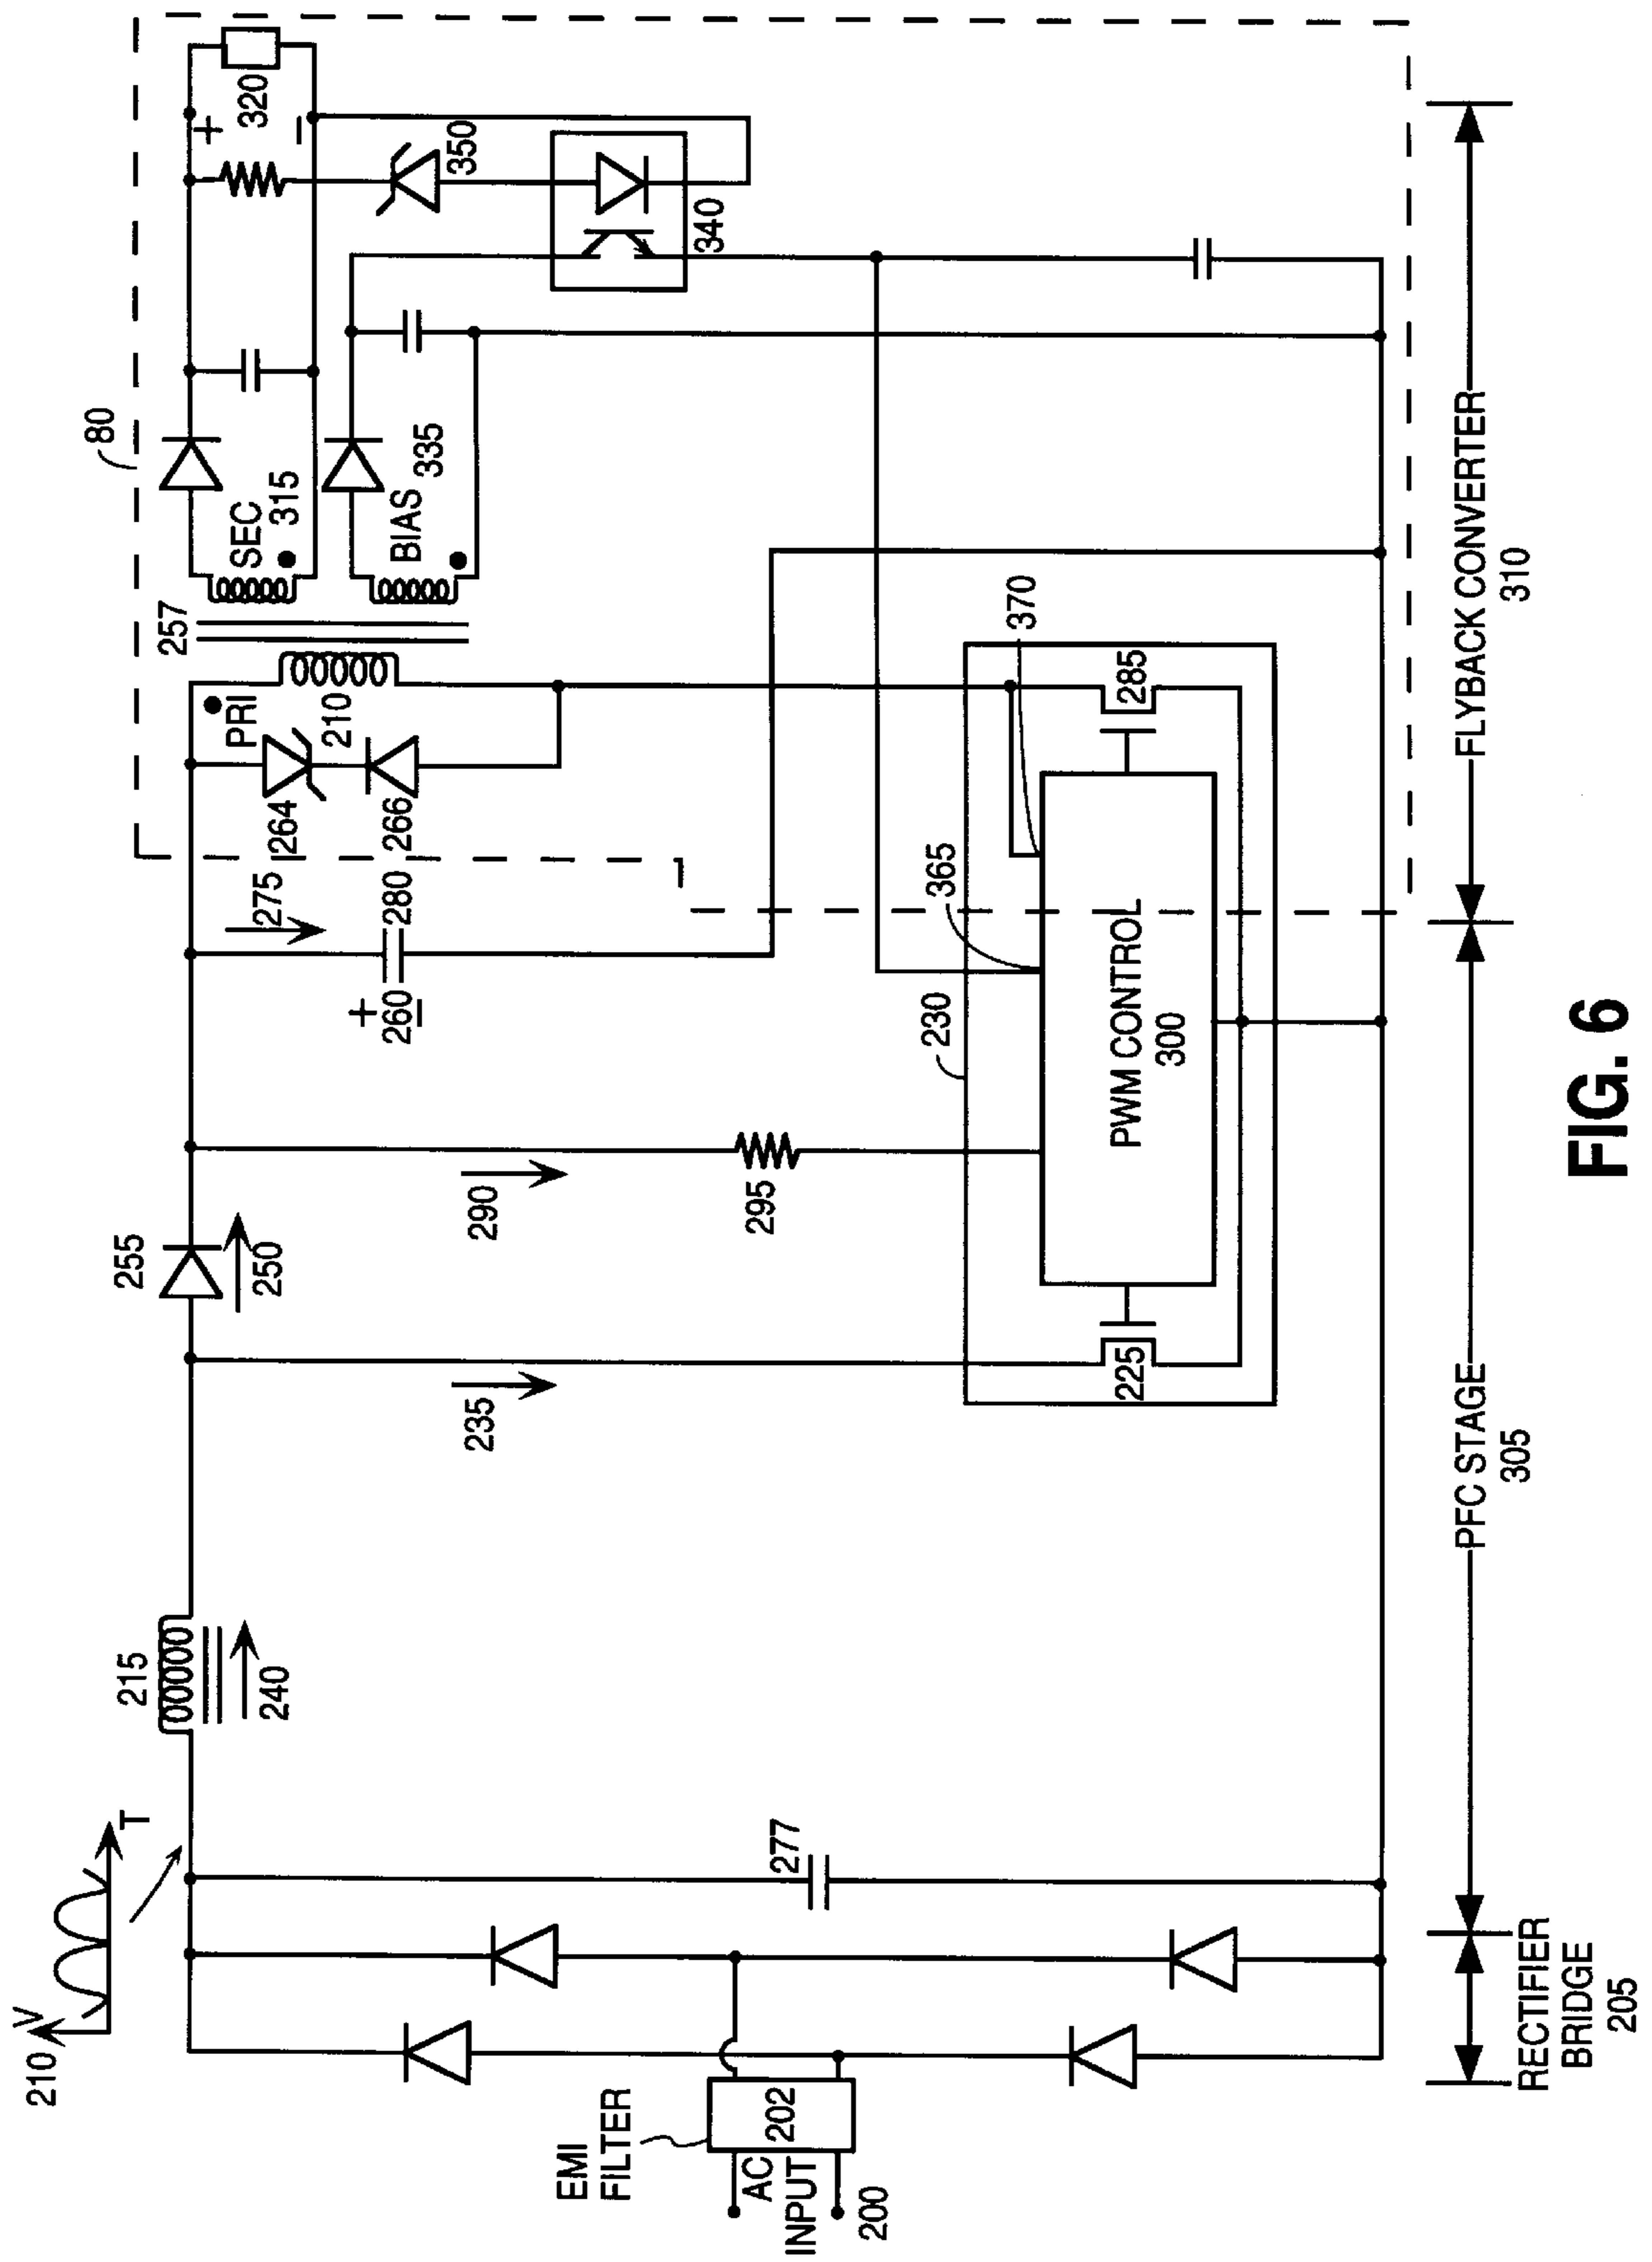 210
V
T
215
240
255
250
235
290
295
225
PWM CONTROL
300
230
365
370
285
275
+
260
−
280
264
266
PRI
210
257
SEC
315
BIAS
335
80
+
−
320
350
340
277
EMI
FILTER
202
AC
INPUT
200
RECTIFIER
BRIDGE
205
PFC STAGE
305
FLYBACK CONVERTER
310
FIG. 6